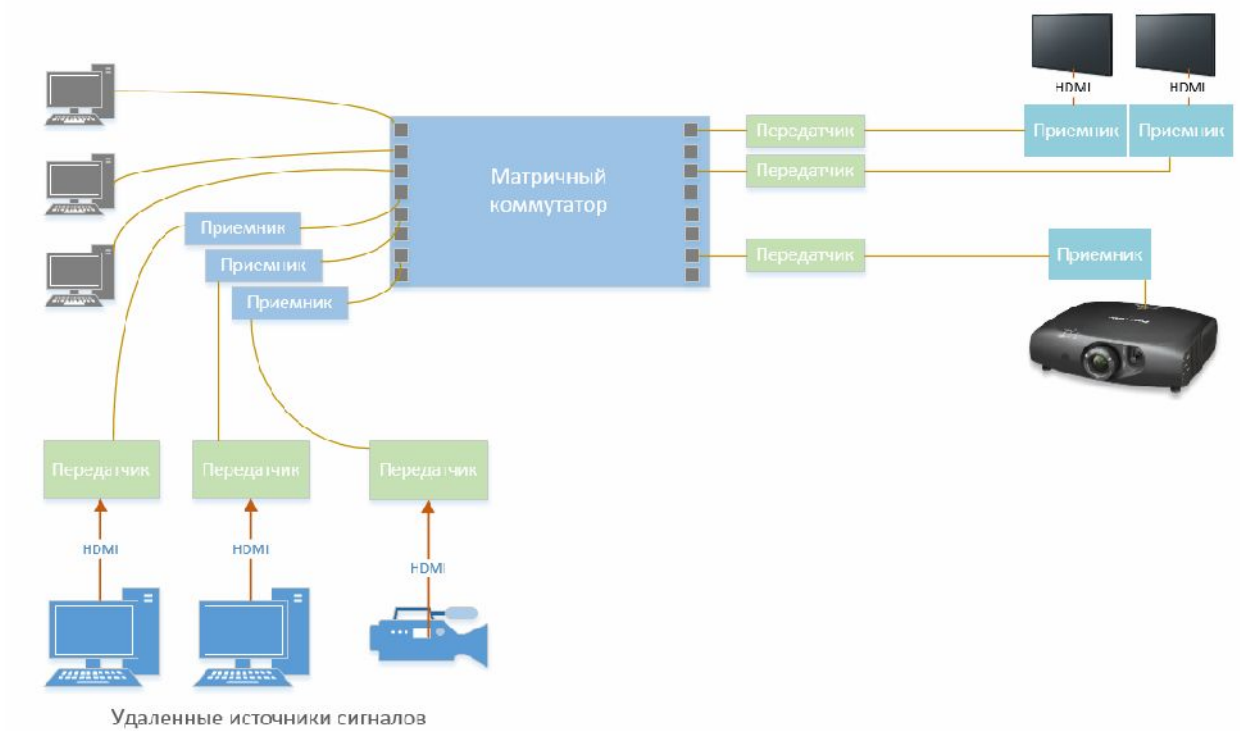 HDMI
HDMI
Передатчик
Приемник
Приемник
Передатчик
Матричный
коммутатор
Приемник
Передатчик
Приемник
Приемник
Приемник
Передатчик
Передатчик
Передатчик
HDMI
HDMI
HDMI
Удаленные источники сигналов